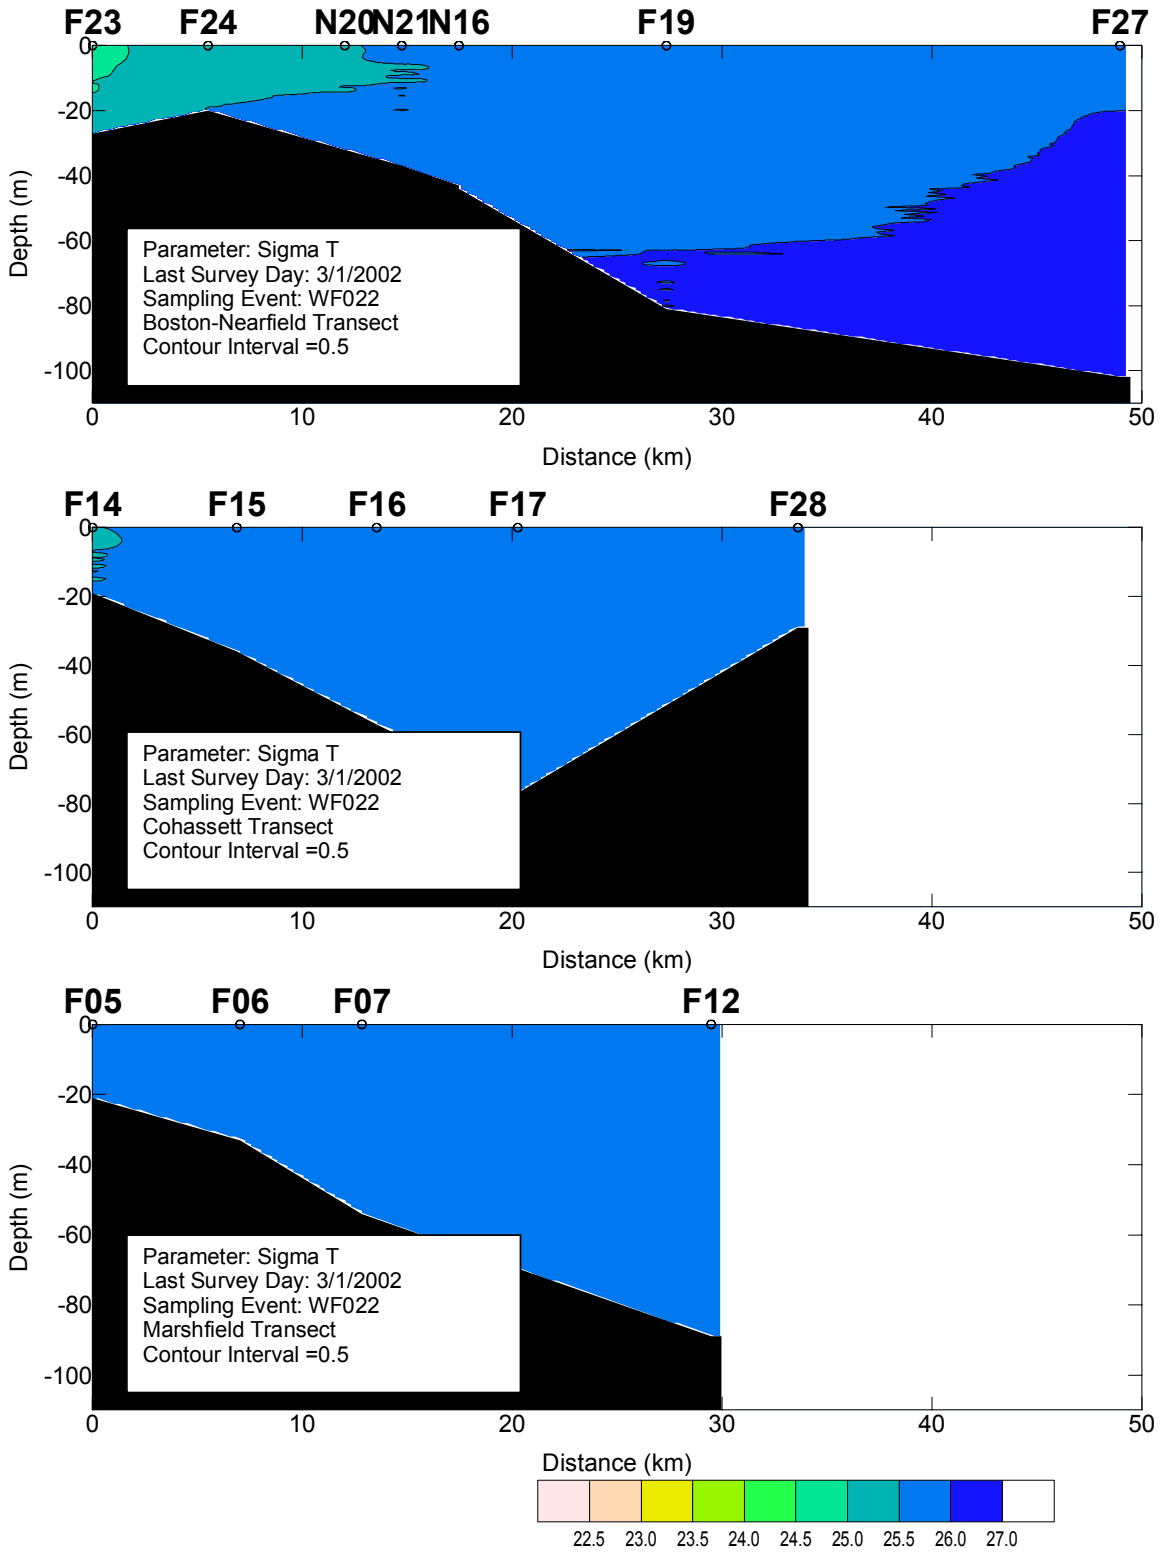 F23 F24 N20 N21 N16 F19 F27
0
-20
-40
-60
-80
-100
Depth (m)
Parameter: Sigma T
Last Survey Day: 3/1/2002
Sampling Event: WF022
Boston-Nearfield Transect
Contour Interval =0.5
0 10 20 30 40 50
Distance (km)
F14 F15 F16 F17 F28
0
-20
-40
-60
-80
-100
Depth (m)
Parameter: Sigma T
Last Survey Day: 3/1/2002
Sampling Event: WF022
Cohassett Transect
Contour Interval =0.5
0 10 20 30 40 50
Distance (km)
F05 F06 F07 F12
0
-20
-40
-60
-80
-100
Depth (m)
Parameter: Sigma T
Last Survey Day: 3/1/2002
Sampling Event: WF022
Marshfield Transect
Contour Interval =0.5
0 10 20 30 40 50
Distance (km)
22.5 23.0 23.5 24.0 24.5 25.0 25.5 26.0 27.0